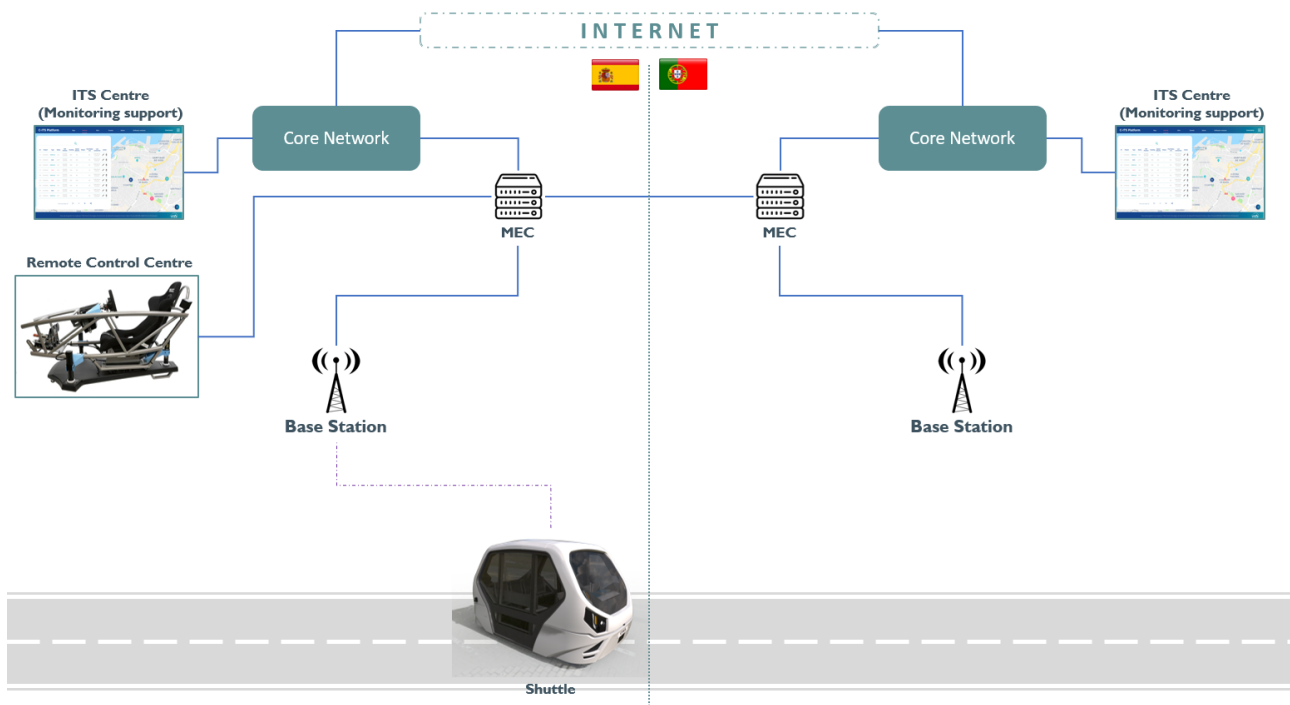 INTERNET
ITS Centre
(Monitoring support)
Core Network
Core Network
ITS Centre
(Monitoring support)
MEC
MEC
Remote Control Centre
Base Station
Base Station
Shuttle